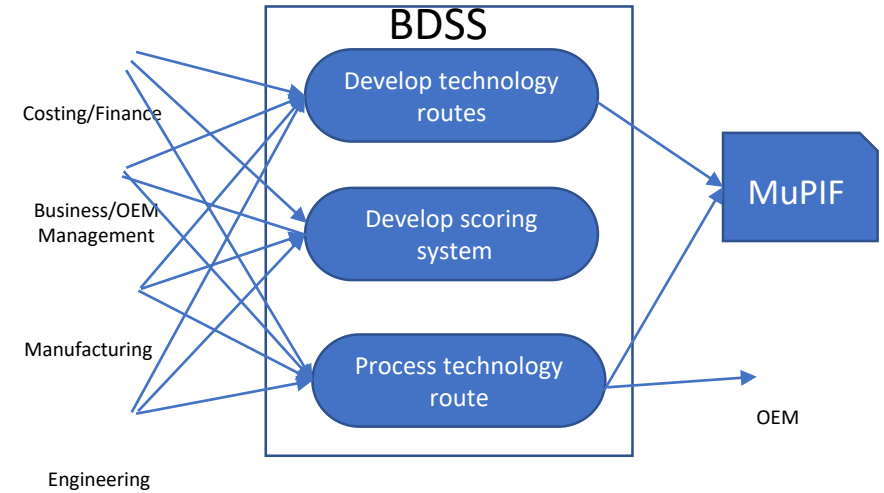 BDSS
Develop technology
routes
Costing/Finance
MuPIF
Business/OEM
Management
Develop scoring
system
Manufacturing
Process technology
route
OEM
Engineering